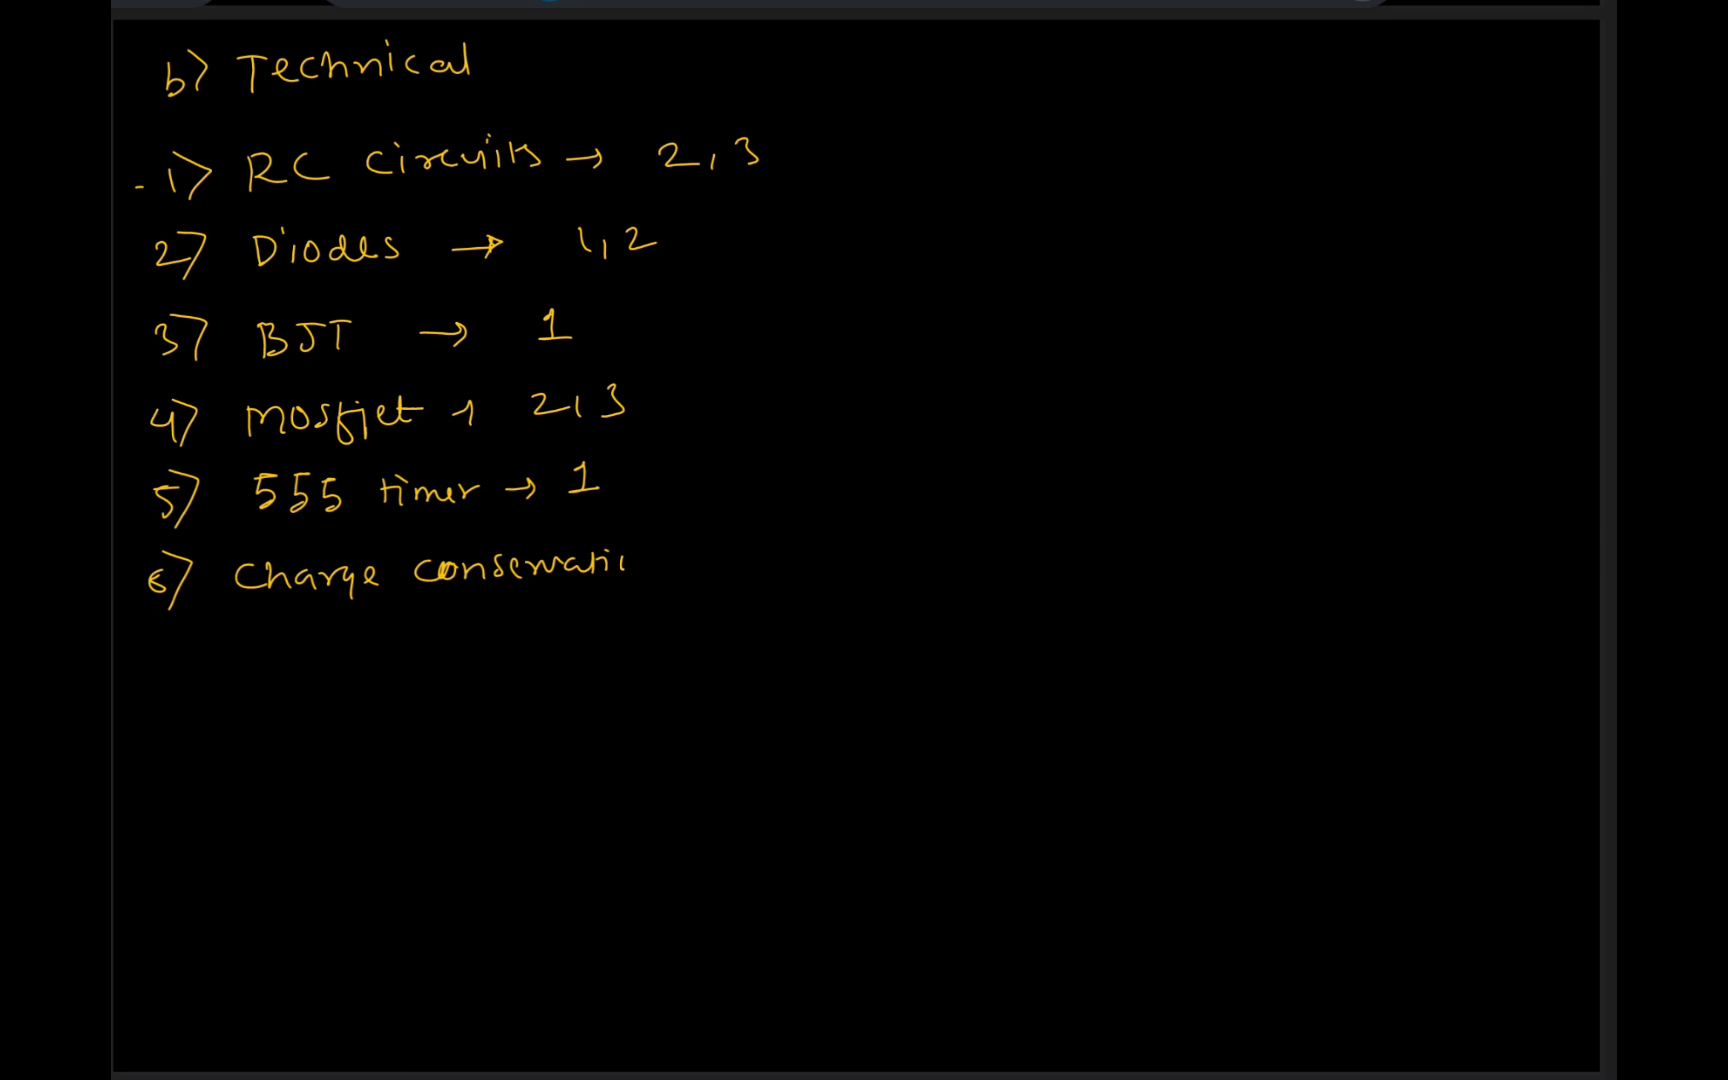 b) Technical
1) RC Circuits → 2, 3
2) Diodes → 1, 2
3) BJT → 1
4) Mosfjet → 2, 3
5) 555 timer → 1
6) Charge conservati